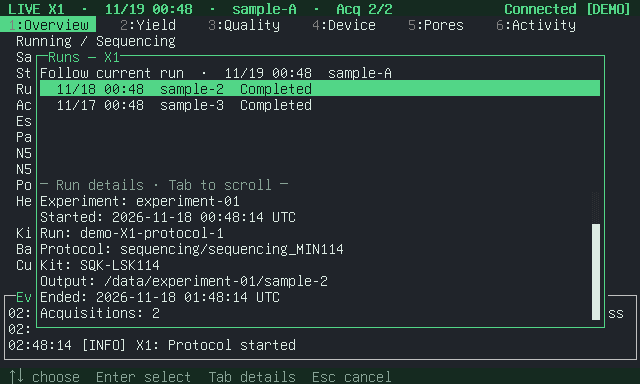 LIVE X1 · 11/19 00:48 · sample-A · Acq 2/2 Connected [DEMO]
1:Overview 2:Yield 3:Quality 4:Device 5:Pores 6:Activity
Running / Sequencing
Sa
Runs — X1
St
Follow current run · 11/19 00:48 sample-A
Ru
11/18 00:48 sample-2 Completed
Ac
11/17 00:48 sample-3 Completed
Es
Pa
N5
N5
Po
Run details · Tab to scroll
He
Experiment: experiment-01
Started: 2026-11-18 00:48:14 UTC
Ki
Run: demo-X1-protocol-1
Ba
Protocol: sequencing/sequencing_MIN114
Cu
Kit: SQK-LSK114
Output: /data/experiment-01/sample-2
Ev
Ended: 2026-11-18 01:48:14 UTC
02:
Acquisitions: 2
ss
02:
02:48:14 [INFO] X1: Protocol started
↑↓ choose Enter select Tab details Esc cancel